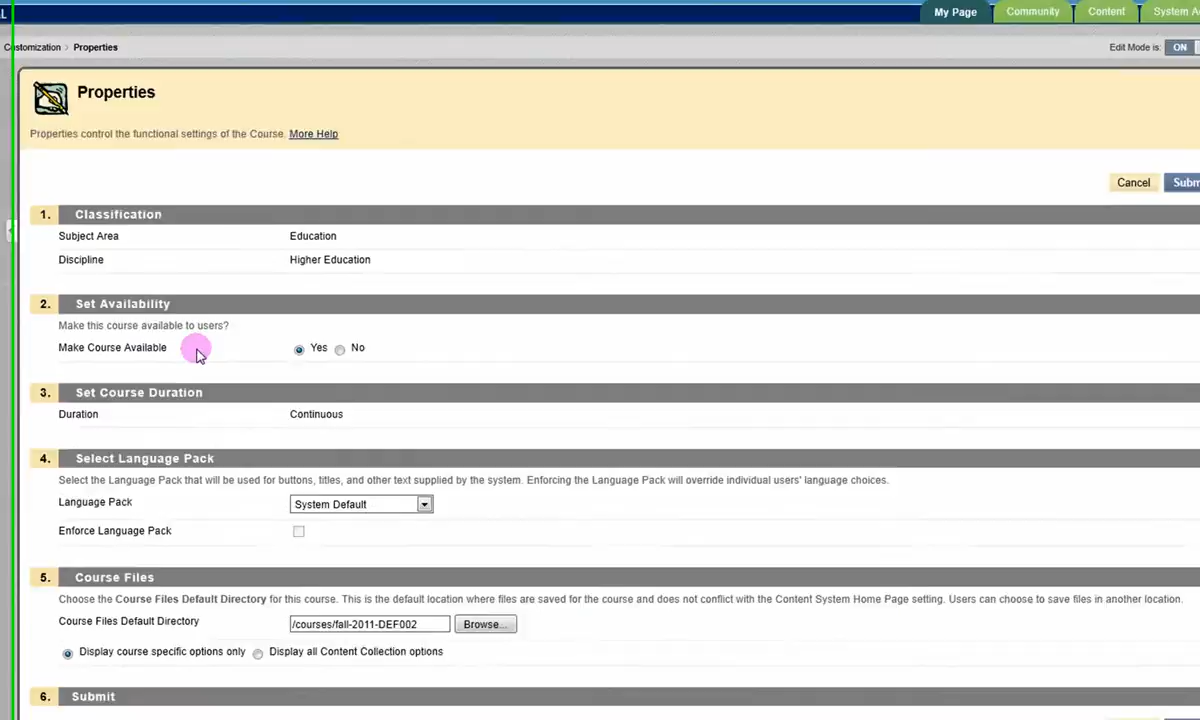 L
My Page Community Content System A
Customization > Properties
Edit Mode is: ON
Properties
Properties control the functional settings of the Course. More Help
Cancel Subm
1. Classification
Subject Area Education
Discipline Higher Education
2. Set Availability
Make this course available to users?
Make Course Available Yes No
3. Set Course Duration
Duration Continuous
4. Select Language Pack
Select the Language Pack that will be used for buttons, titles, and other text supplied by the system. Enforcing the Language Pack will override individual users' language choices.
Language Pack System Default
Enforce Language Pack
5. Course Files
Choose the Course Files Default Directory for this course. This is the default location where files are saved for the course and does not conflict with the Content System Home Page setting. Users can choose to save files in another location.
Course Files Default Directory /courses/fall-2011-DEF002 Browse...
Display course specific options only Display all Content Collection options
6. Submit